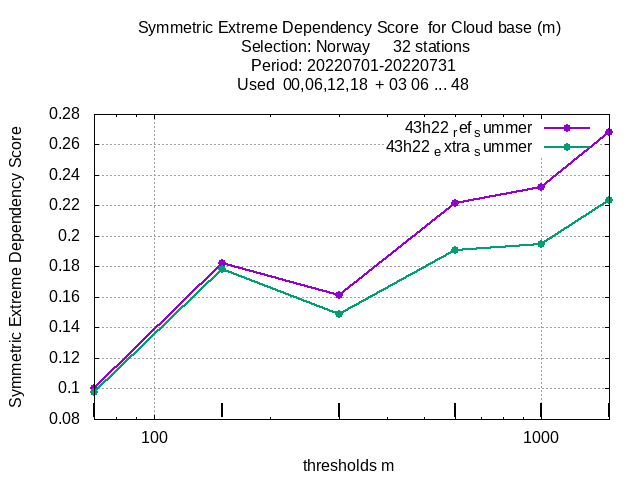 Symmetric Extreme Dependency Score for Cloud base (m)
Selection: Norway 32 stations
Period: 20220701-20220731
Used 00,06,12,18 + 03 06 ... 48
43h22 ref summer
43h22 extra summer
Symmetric Extreme Dependency Score
0.28
0.26
0.24
0.22
0.2
0.18
0.16
0.14
0.12
0.1
0.08
100 1000
thresholds m